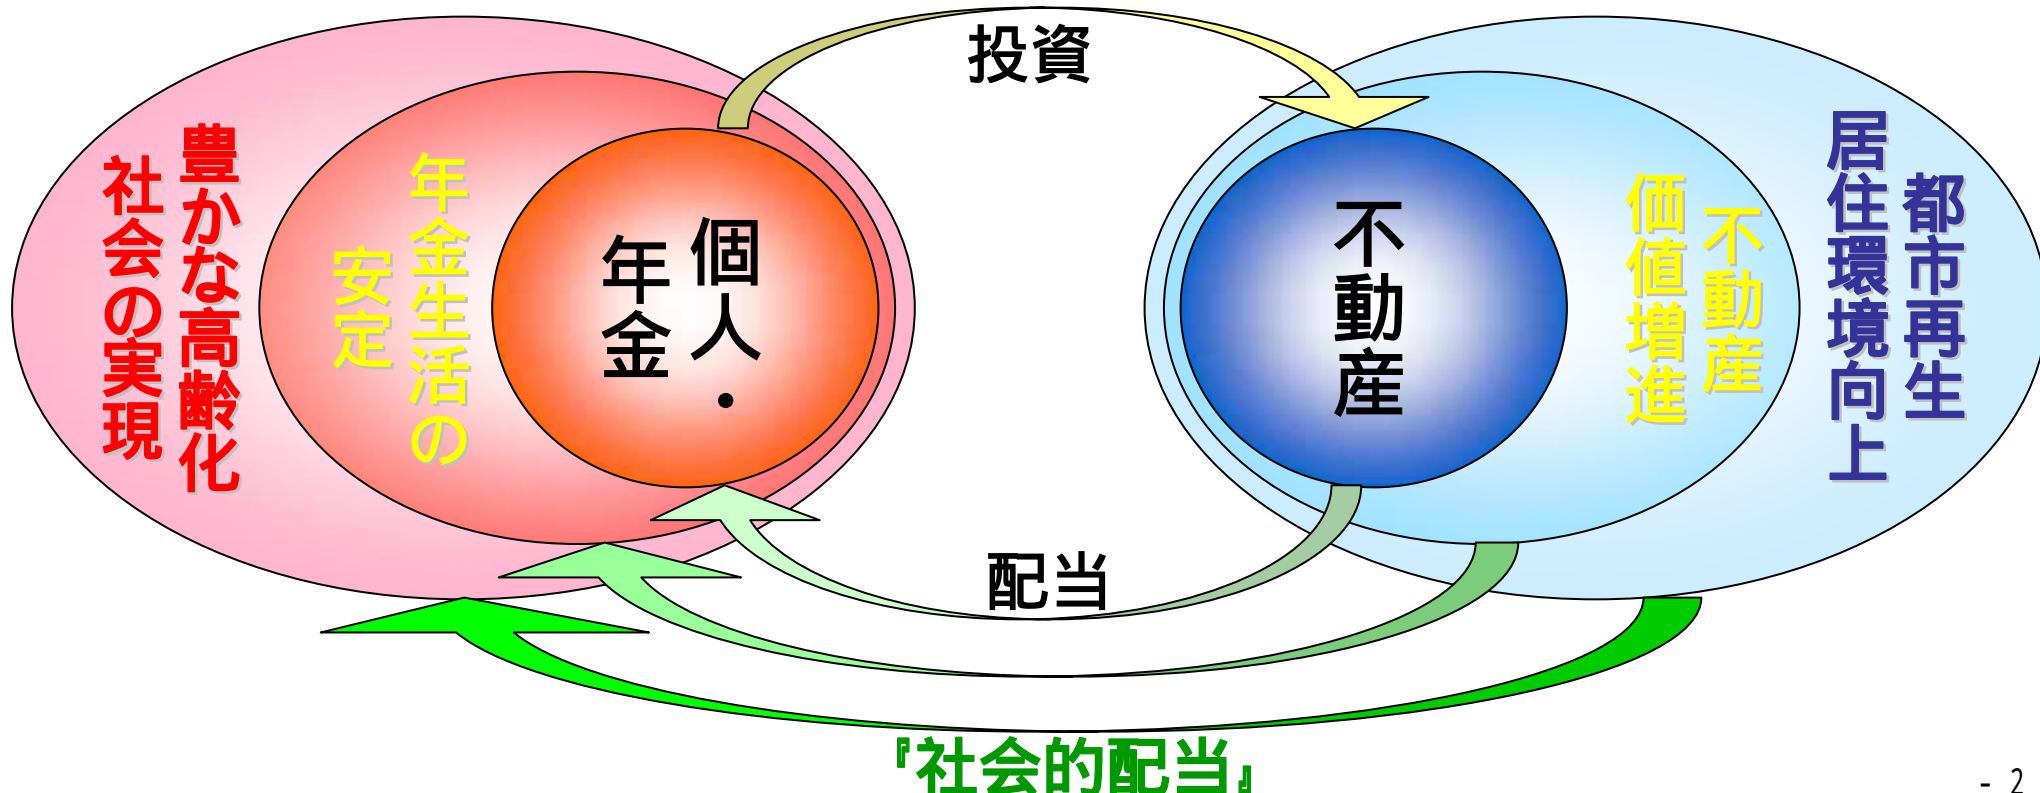 投資
豊かな高齢化
社会の実現
年金生活の
安定
個人・
年金
不動産
不動産
価値増進
都市再生
居住環境向上
配当
『社会的配当』
- 2